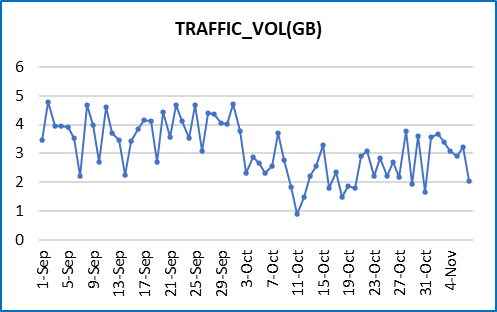 TRAFFIC_VOL(GB)
6
5
4
3
2
1
0
1-Sep
5-Sep
9-Sep
13-Sep
17-Sep
21-Sep
25-Sep
29-Sep
3-Oct
7-Oct
11-Oct
15-Oct
19-Oct
23-Oct
27-Oct
31-Oct
4-Nov